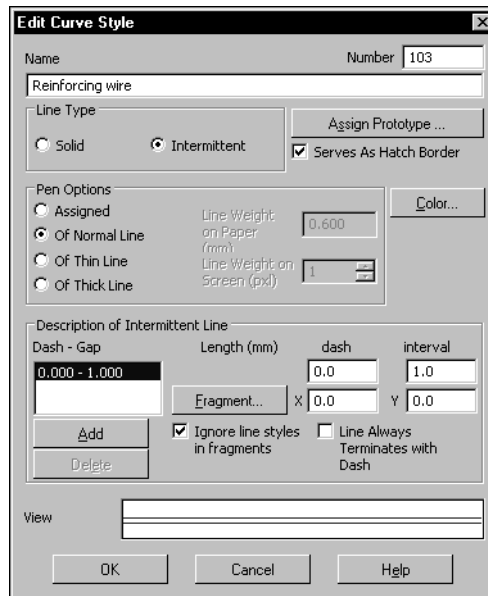 Edit Curve Style
Name
Number 103
Reinforcing wire
Line Type
Solid
Intermittent
Assign Prototype ...
Serves As Hatch Border
Pen Options
Assigned
Of Normal Line
Of Thin Line
Of Thick Line
Line Weight
on Paper
(mm)
0.600
Line Weight on
Screen (pxl)
1
Color...
Description of Intermittent Line
Dash - Gap
Length (mm)
dash
interval
0.000 - 1.000
0.0
1.0
Fragment...
X 0.0
Y 0.0
Add
Delete
Ignore line styles
in fragments
Line Always
Terminates with
Dash
View
OK
Cancel
Help